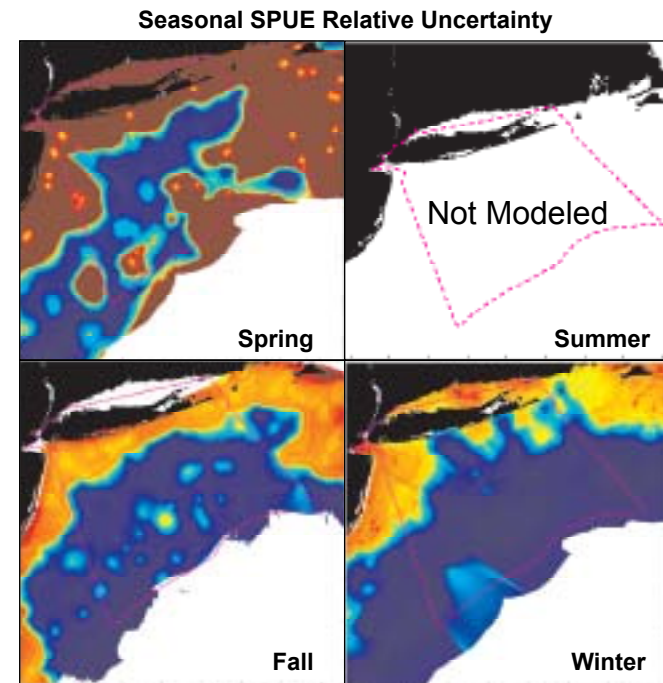 Seasonal SPUE Relative Uncertainty
Not Modeled
Spring
Summer
Fall
Winter